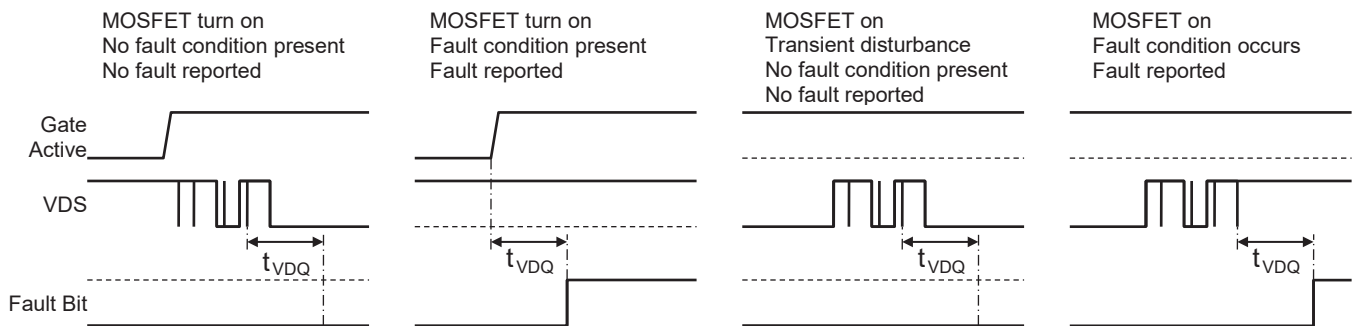 MOSFET turn on
No fault condition present
No fault reported
MOSFET turn on
Fault condition present
Fault reported
MOSFET on
Transient disturbance
No fault condition present
No fault reported
MOSFET on
Fault condition occurs
Fault reported
Gate
Active
VDS
tVDQ
tVDQ
tVDQ
tVDQ
Fault Bit